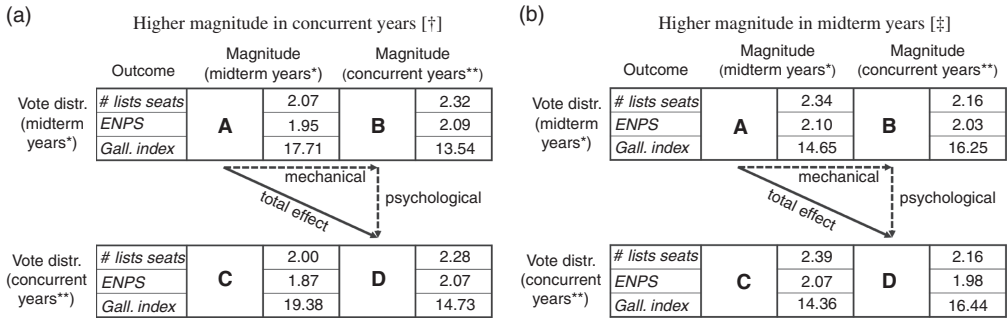 (a)
Higher magnitude in concurrent years [†]
Outcome
Magnitude
(midterm years*)
Magnitude
(concurrent years**)
Vote distr.
(midterm
years*)
# lists seats
ENPS
Gall. index
A
2.07
1.95
17.71
B
2.32
2.09
13.54
mechanical
total effect
psychological
Vote distr.
(concurrent
years**)
# lists seats
ENPS
Gall. index
C
2.00
1.87
19.38
D
2.28
2.07
14.73
(b)
Higher magnitude in midterm years [‡]
Outcome
Magnitude
(midterm years*)
Magnitude
(concurrent years**)
Vote distr.
(midterm
years*)
# lists seats
ENPS
Gall. index
A
2.34
2.10
14.65
B
2.16
2.03
16.25
mechanical
total effect
psychological
Vote distr.
(concurrent
years**)
# lists seats
ENPS
Gall. index
C
2.39
2.07
14.36
D
2.16
1.98
16.44